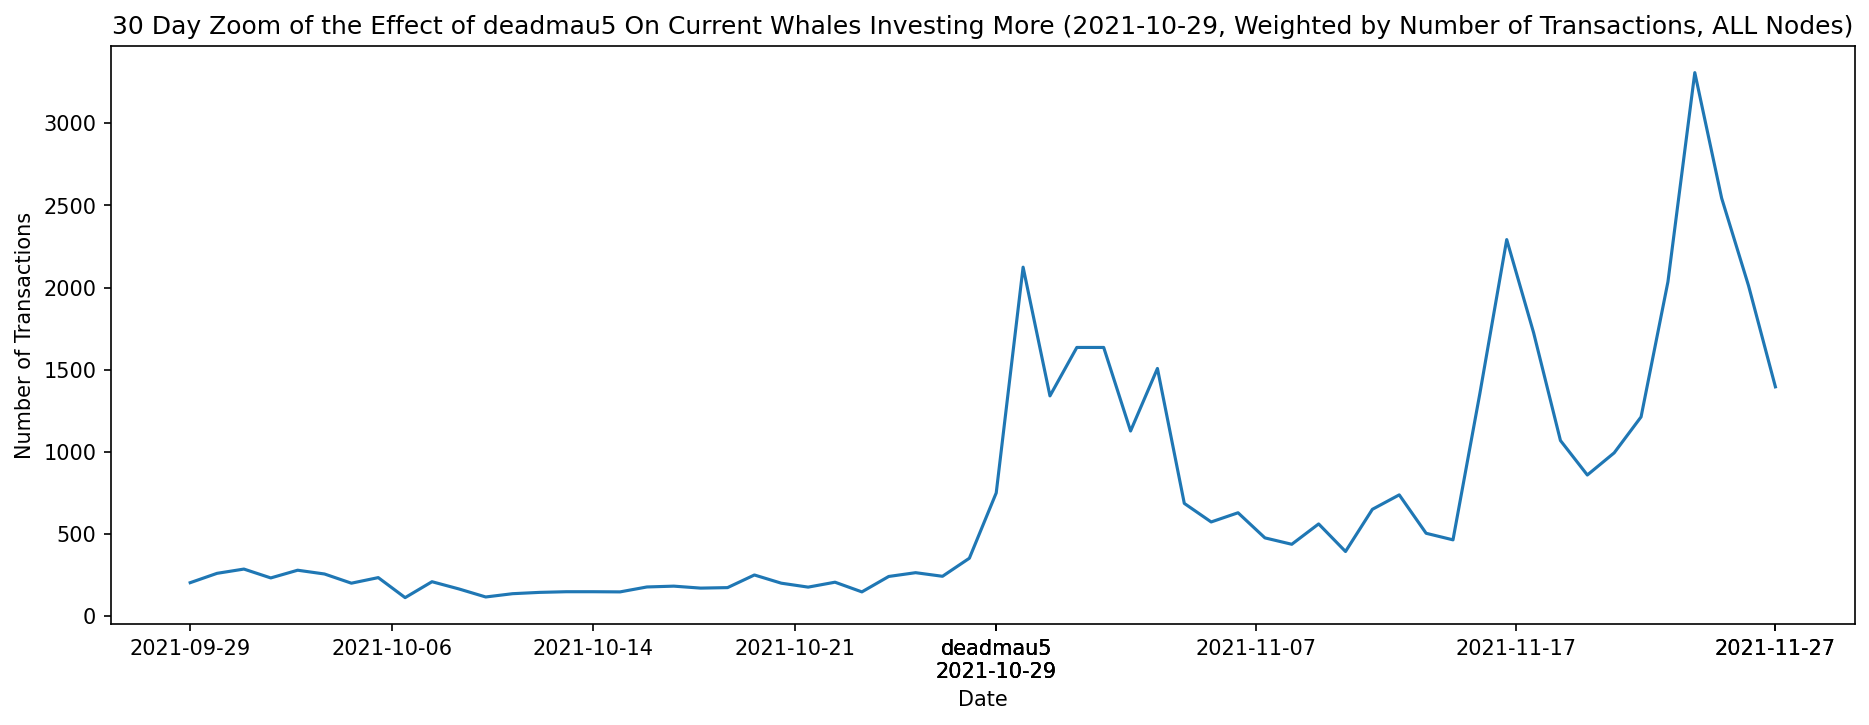 30 Day Zoom of the Effect of deadmau5 On Current Whales Investing More (2021-10-29, Weighted by Number of Transactions, ALL Nodes)
Number of Transactions
3000
2500
2000
1500
1000
500
0
2021-09-29 2021-10-06 2021-10-14 2021-10-21 deadmau5 2021-11-07 2021-11-17 2021-11-27
2021-10-29
Date